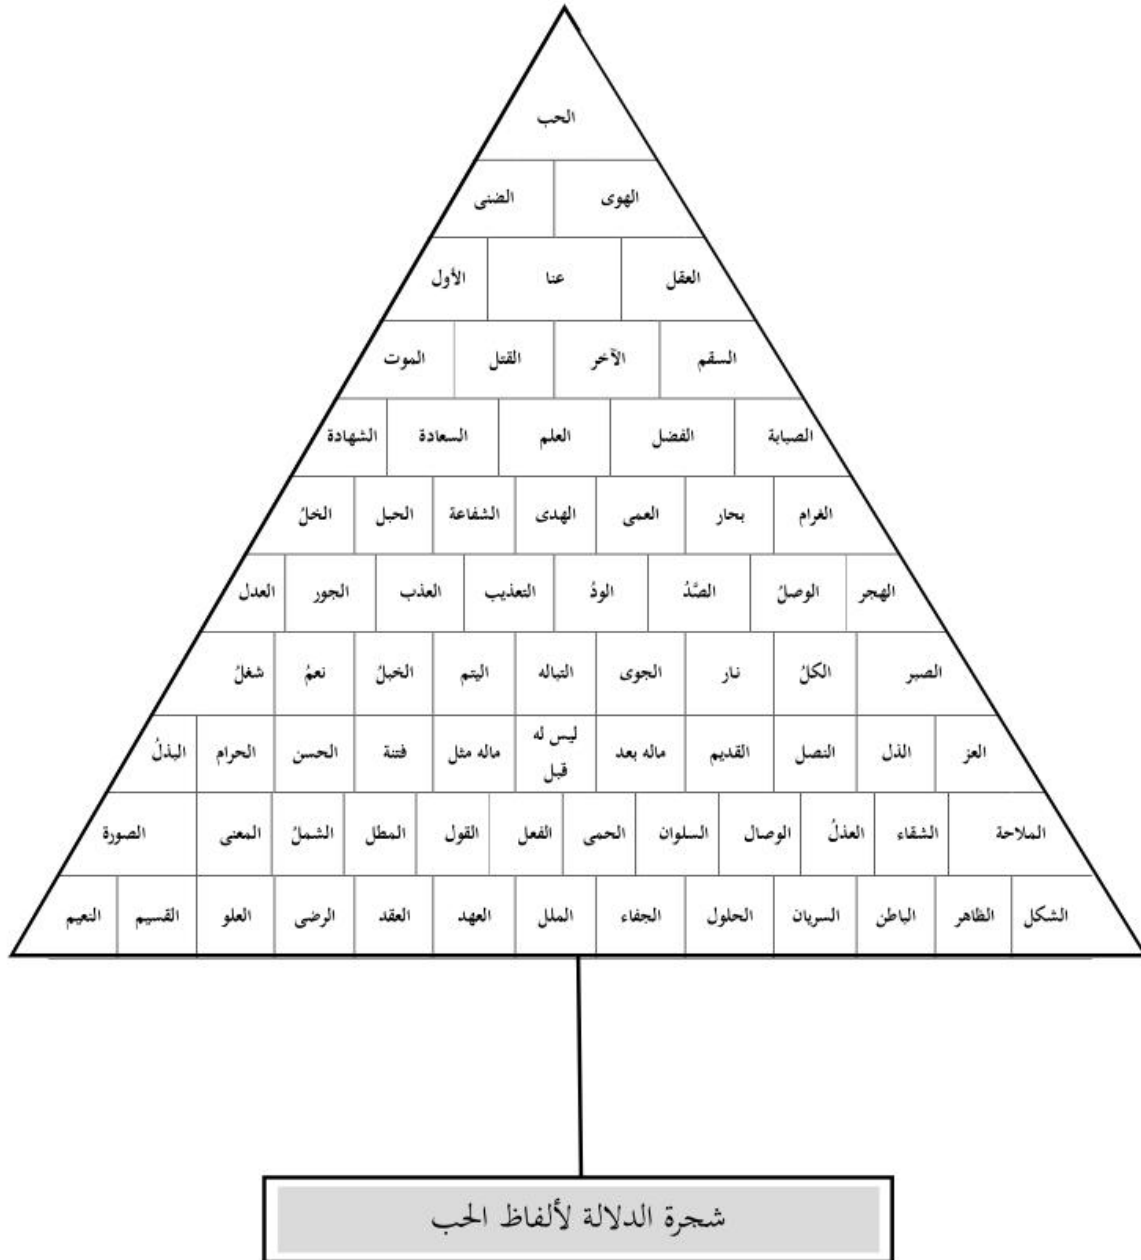 الحب
الهوى الضنى
العقل عنا الأول
السقم الآخر القتل الموت
الصبابة الفضل العلم السعادة الشهادة
الغرام بحار العمى الهدى الشفاعة الحبل الخلُ
الهجر الوصلُ الصَّدُ الودُ التعذيب العذب الجور العدل
الصبر الكلُ نار الجوى التباله اليتم الخبلُ نعمُ شغلُ
العز الذل النصل القديم ماله بعد ليس له قبل ماله مثل فتنة الحسن الحرام البذلُ
الملاحة الشقاء العذلُ الوصال السلوان الحمى الفعل القول المطل الشملُ المعنى الصورة
الشكل الظاهر الباطن السريان الحلول الجفاء الملل العهد العقد الرضى العلو القسيم النعيم
شجرة الدلالة لألفاظ الحب